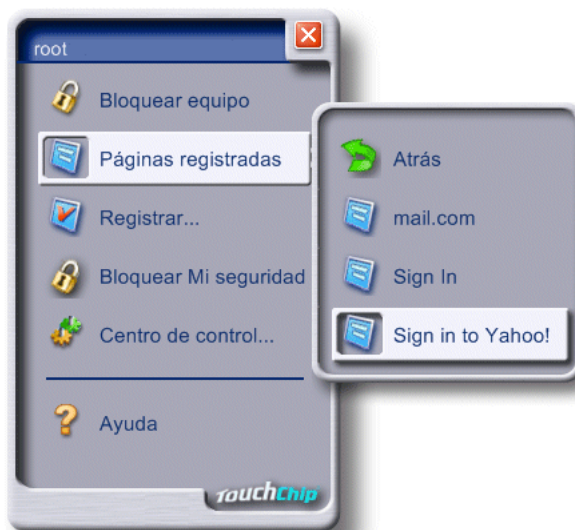 root
Bloquear equipo
Páginas registradas
Registrar...
Bloquear Mi seguridad
Centro de control...
Ayuda
TouchChip
Atrás
mail.com
Sign In
Sign in to Yahoo!